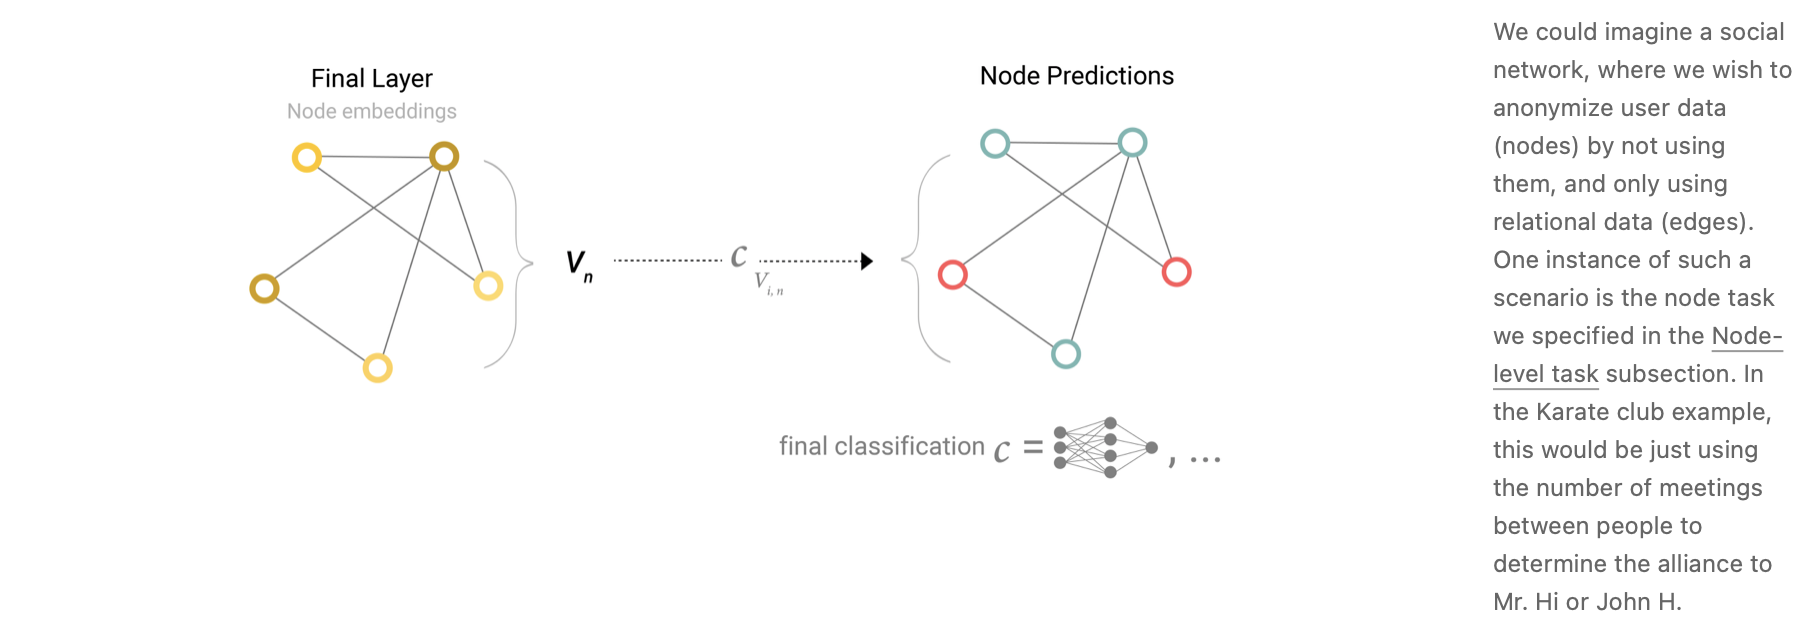 Final Layer
Node embeddings
Node Predictions
Vn
c
Vi, n
final classification c = , ...
We could imagine a social
network, where we wish to
anonymize user data
(nodes) by not using
them, and only using
relational data (edges).
One instance of such a
scenario is the node task
we specified in the Node-
level task subsection. In
the Karate club example,
this would be just using
the number of meetings
between people to
determine the alliance to
Mr. Hi or John H.